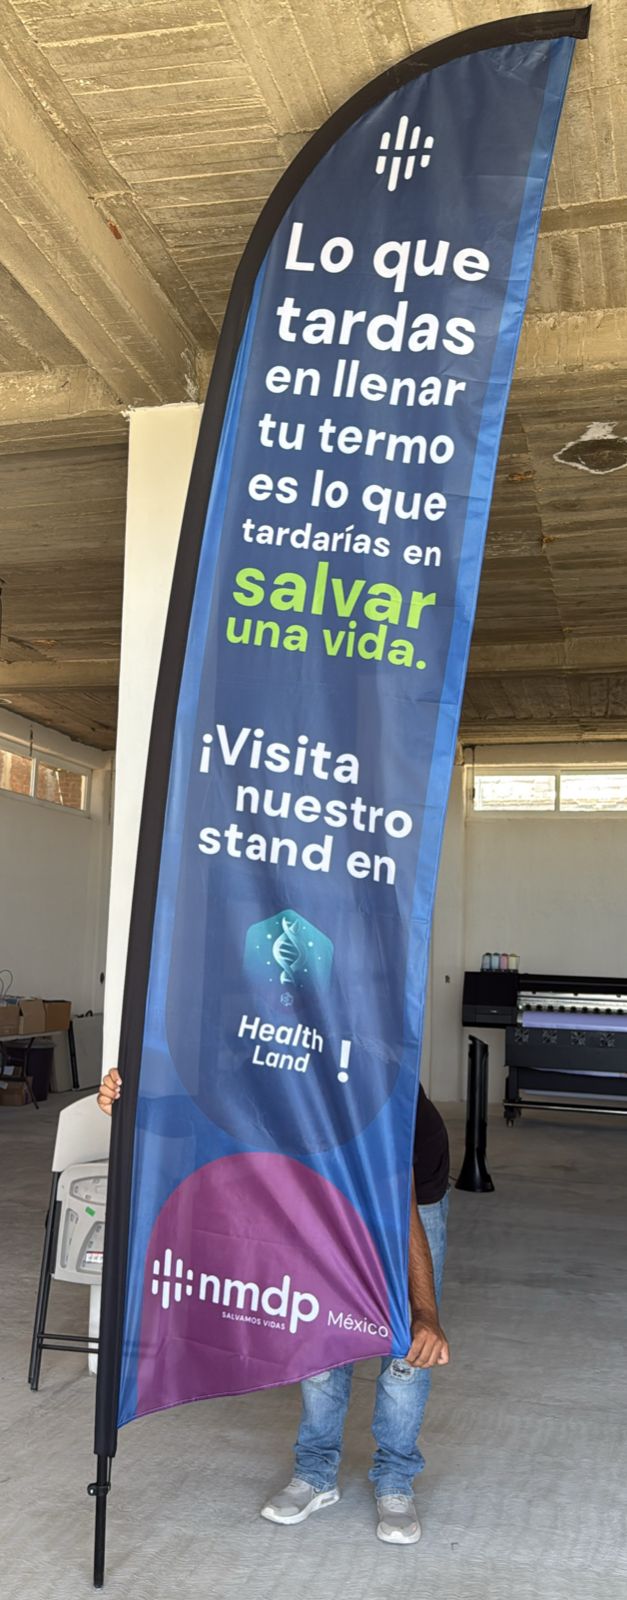 Lo que
tardas
en llenar
tu termo
es lo que
tardarías en
salvar
una vida.
¡Visita
nuestro
stand en
Health
Land !
nmdp México
SALVAMOS VIDAS